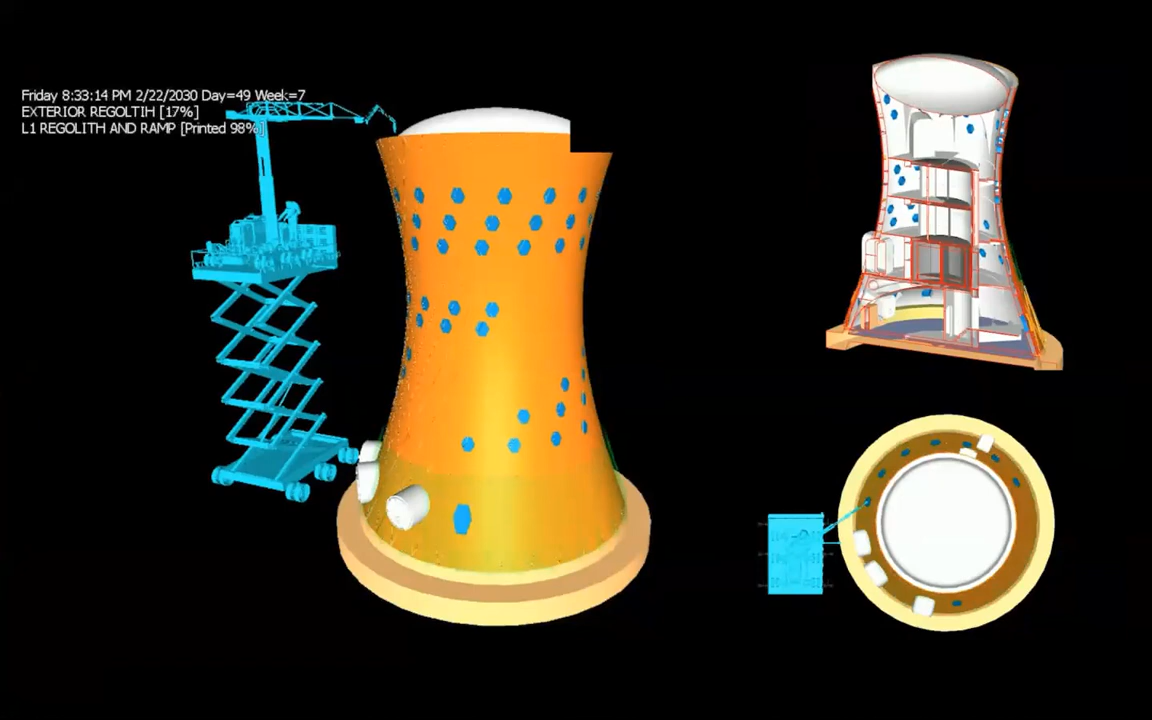 Friday 8:33:14 PM 2/22/2030 Day=49 Week=7
EXTERIOR REGOLTIH [17%]
L1 REGOLITH AND RAMP [Printed 98%]